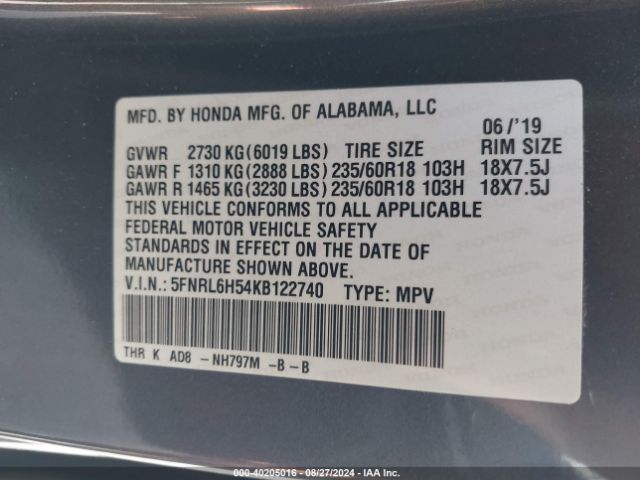 MFD. BY HONDA MFG. OF ALABAMA, LLC
06/'19
GVWR 2730 KG (6019 LBS) TIRE SIZE RIM SIZE
GAWR F 1310 KG (2888 LBS) 235/60R18 103H 18X7.5J
GAWR R 1465 KG (3230 LBS) 235/60R18 103H 18X7.5J
THIS VEHICLE CONFORMS TO ALL APPLICABLE
FEDERAL MOTOR VEHICLE SAFETY
STANDARDS IN EFFECT ON THE DATE OF
MANUFACTURE SHOWN ABOVE.
V.I.N.: 5FNRL6H54KB122740 TYPE: MPV
THR K AD8 -NH797M -B-B
000-40205016 - 08/27/2024 - IAA Inc.